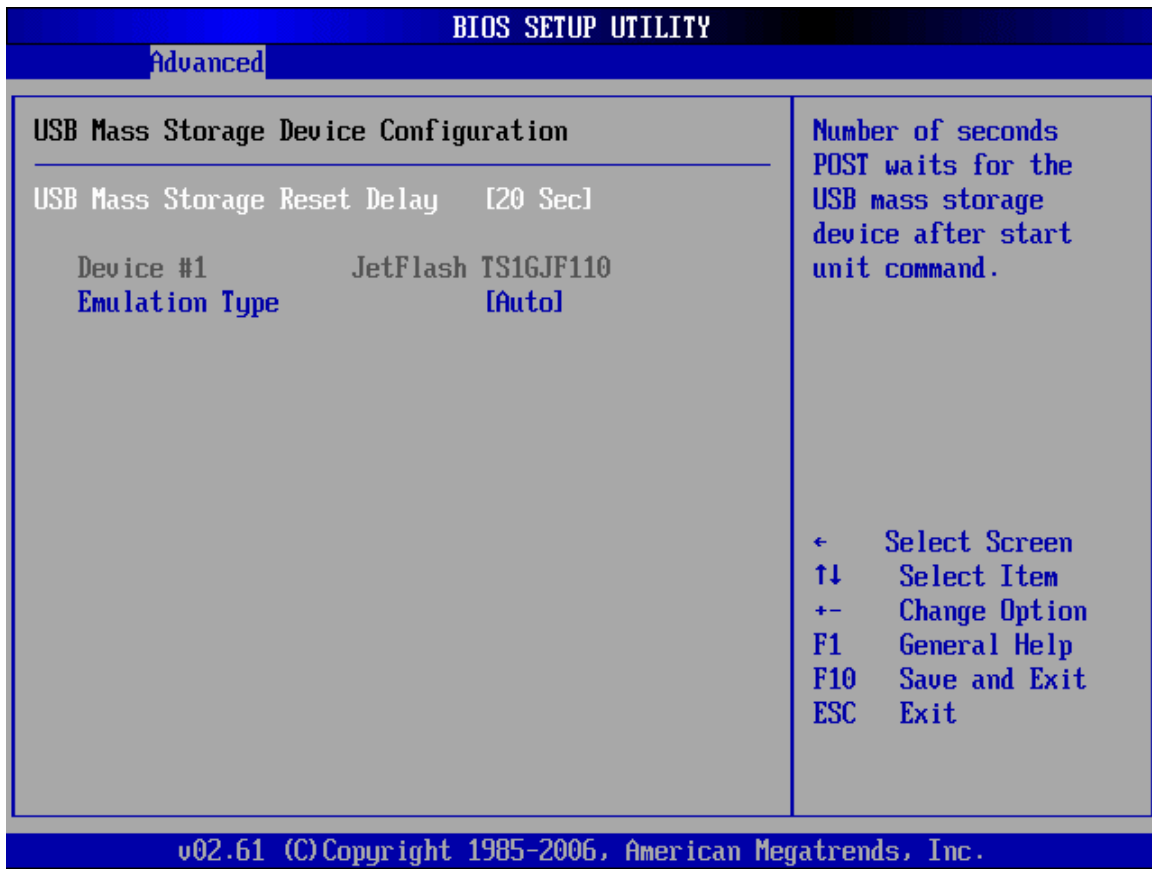 BIOS SETUP UTILITY
Advanced
USB Mass Storage Device Configuration
USB Mass Storage Reset Delay [20 Sec]
Device #1 JetFlash TS1GJF110
Emulation Type [Auto]
Number of seconds
POST waits for the
USB mass storage
device after start
unit command.
← Select Screen
↑↓ Select Item
+- Change Option
F1 General Help
F10 Save and Exit
ESC Exit
v02.61 (C)Copyright 1985-2006, American Megatrends, Inc.